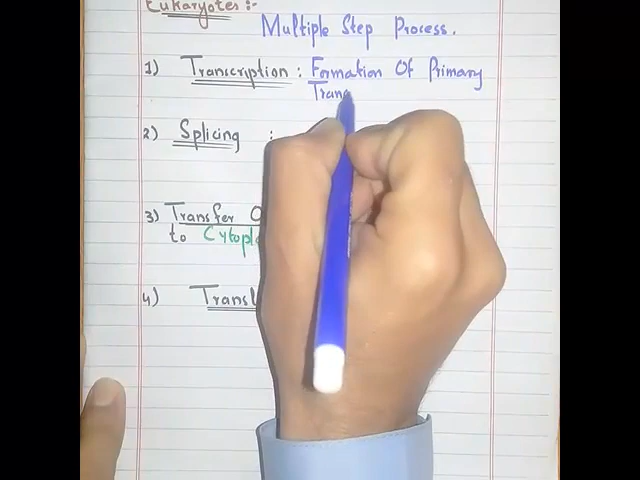 Eukaryotes :-
Multiple Step Process.
1) Transcription : Formation Of Primary
Trans
2) Splicing :
3) Transfer O
to Cytopl
4) Transl